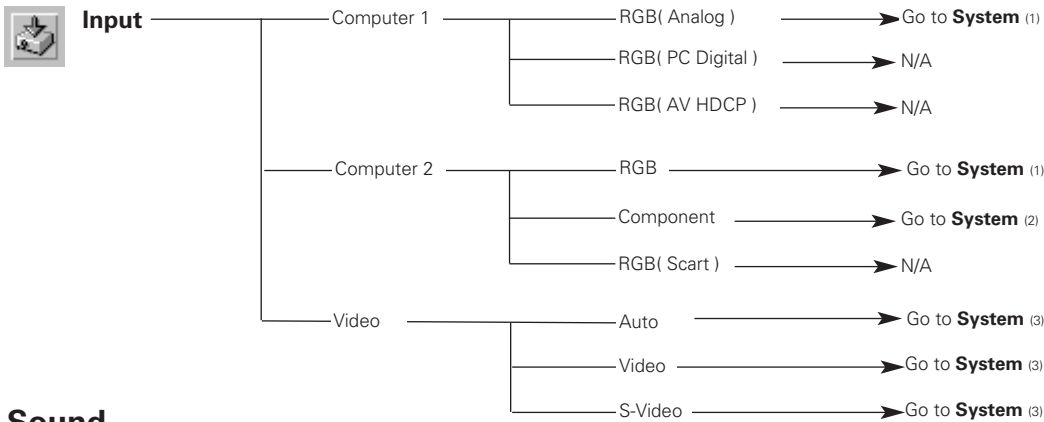 Input Computer 1 RGB( Analog ) Go to System (1)
RGB( PC Digital ) N/A
RGB( AV HDCP ) N/A
Computer 2 RGB Go to System (1)
Component Go to System (2)
RGB( Scart ) N/A
Video Auto Go to System (3)
Video Go to System (3)
S-Video Go to System (3)
Sound